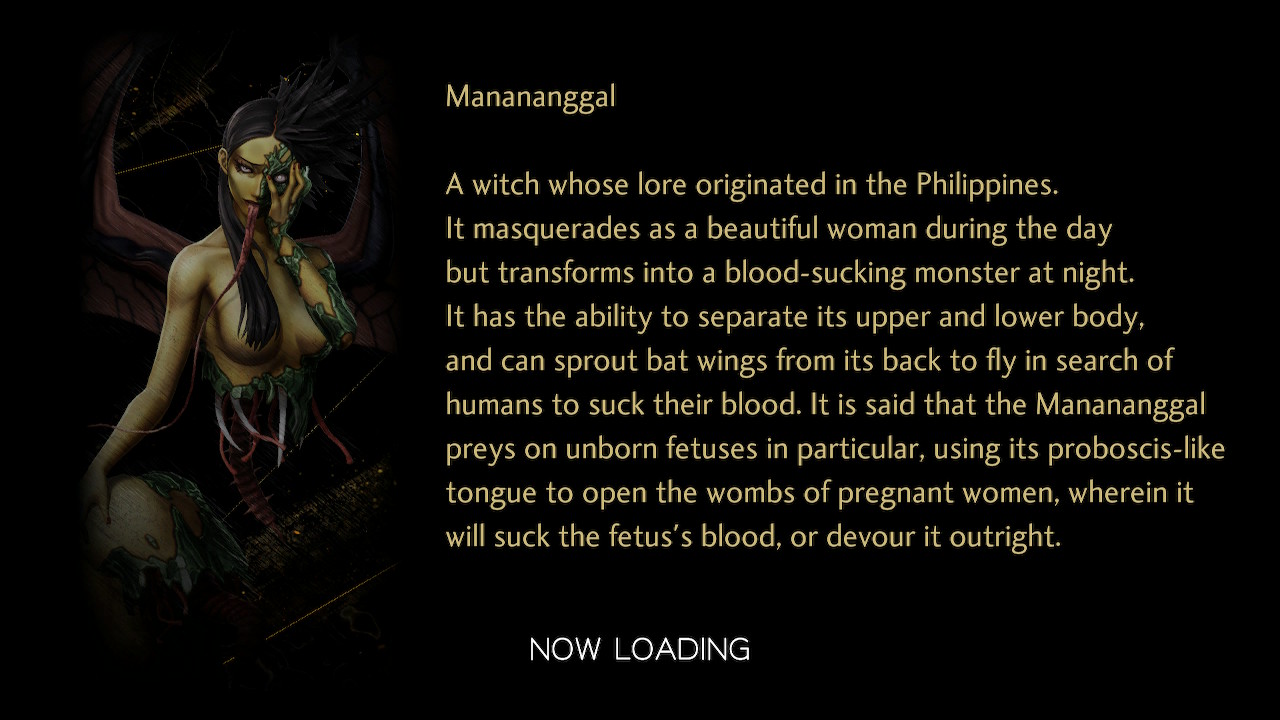 Manananggal
A witch whose lore originated in the Philippines.
It masquerades as a beautiful woman during the day
but transforms into a blood-sucking monster at night.
It has the ability to separate its upper and lower body,
and can sprout bat wings from its back to fly in search of
humans to suck their blood. It is said that the Manananggal
preys on unborn fetuses in particular, using its proboscis-like
tongue to open the wombs of pregnant women, wherein it
will suck the fetus's blood, or devour it outright.
NOW LOADING